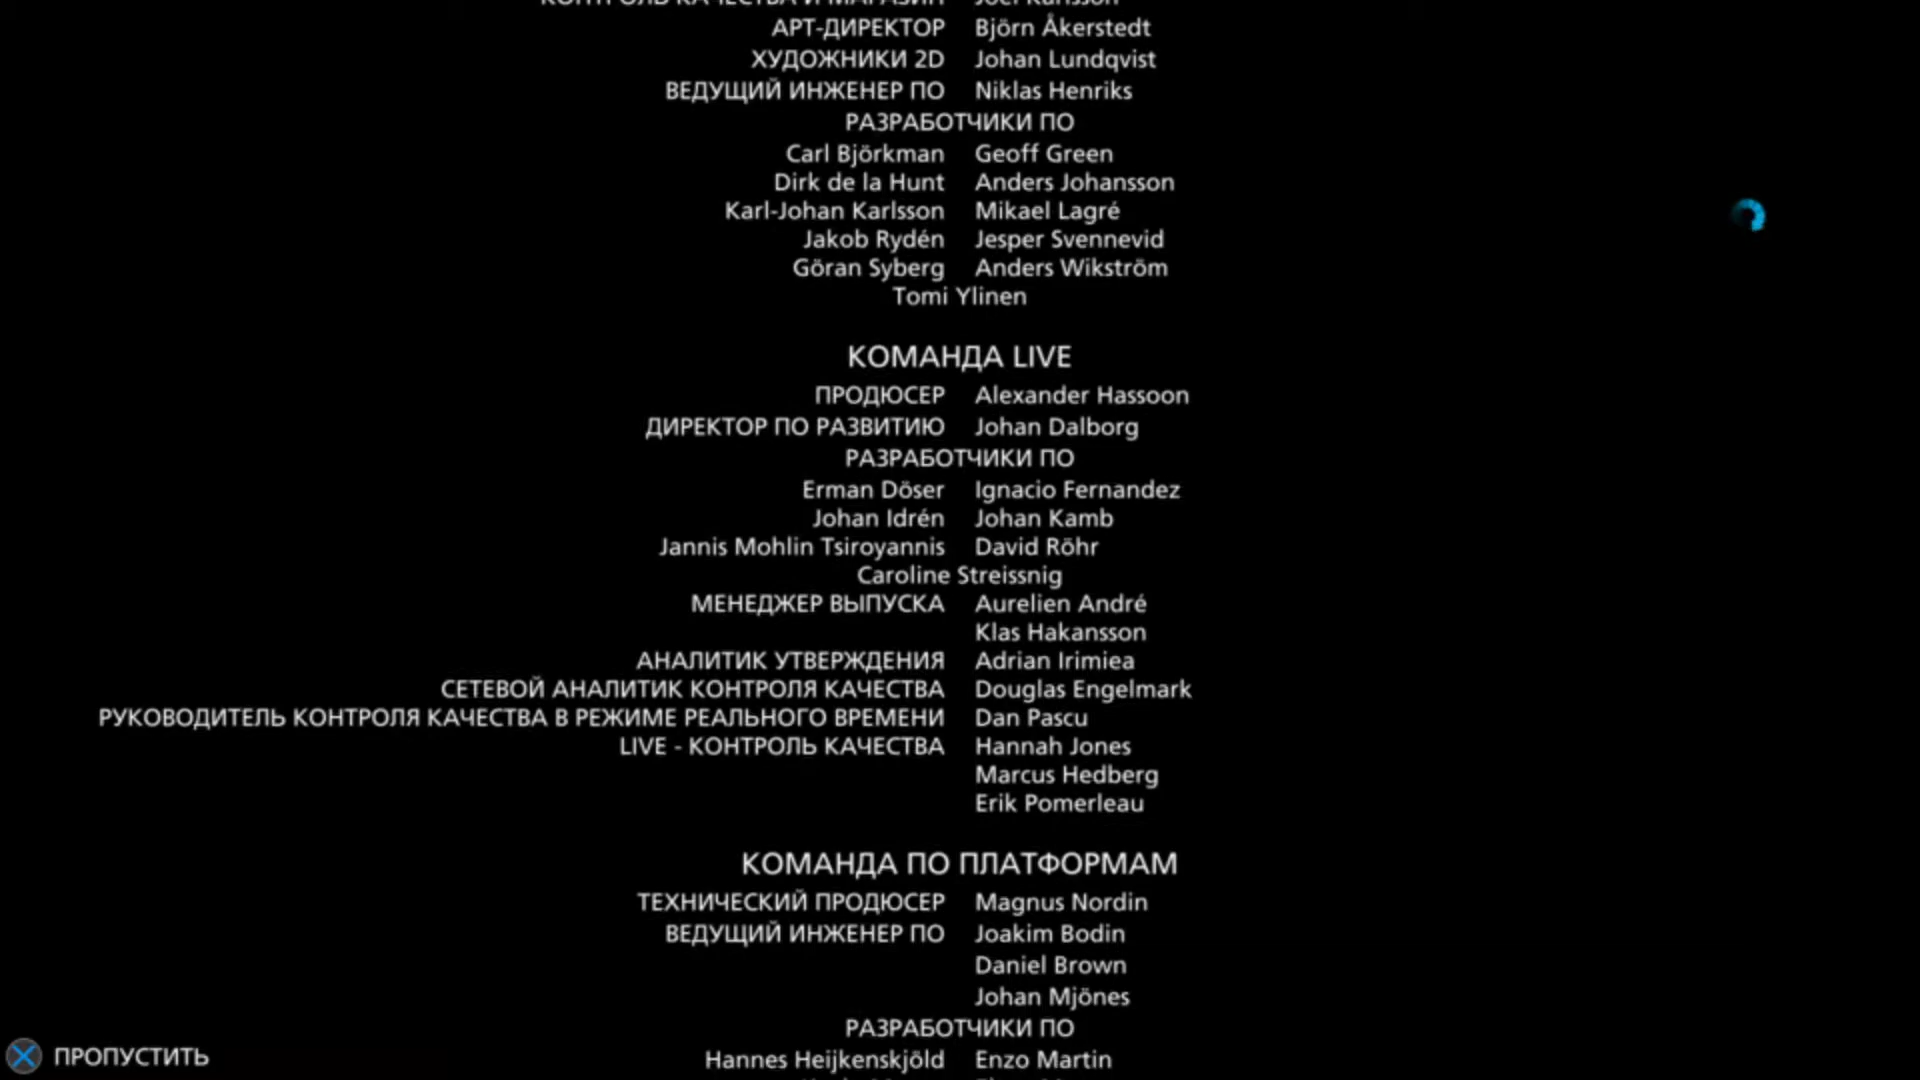 КОНТРОЛЬ КАЧЕСТВА И МАГАЗИН Joel Karlsson
АРТ-ДИРЕКТОР Björn Åkerstedt
ХУДОЖНИКИ 2D Johan Lundqvist
ВЕДУЩИЙ ИНЖЕНЕР ПО Niklas Henriks
РАЗРАБОТЧИКИ ПО
Carl Björkman Geoff Green
Dirk de la Hunt Anders Johansson
Karl-Johan Karlsson Mikael Lagré
Jakob Rydén Jesper Svennevid
Göran Syberg Anders Wikström
Tomi Ylinen
КОМАНДА LIVE
ПРОДЮСЕР Alexander Hassoon
ДИРЕКТОР ПО РАЗВИТИЮ Johan Dalborg
РАЗРАБОТЧИКИ ПО
Erman Döser Ignacio Fernandez
Johan Idrén Johan Kamb
Jannis Mohlin Tsiroyannis David Röhr
Caroline Streissnig
МЕНЕДЖЕР ВЫПУСКА Aurelien André
Klas Hakansson
АНАЛИТИК УТВЕРЖДЕНИЯ Adrian Irimiea
СЕТЕВОЙ АНАЛИТИК КОНТРОЛЯ КАЧЕСТВА Douglas Engelmark
РУКОВОДИТЕЛЬ КОНТРОЛЯ КАЧЕСТВА В РЕЖИМЕ РЕАЛЬНОГО ВРЕМЕНИ Dan Pascu
LIVE - КОНТРОЛЬ КАЧЕСТВА Hannah Jones
Marcus Hedberg
Erik Pomerleau
КОМАНДА ПО ПЛАТФОРМАМ
ТЕХНИЧЕСКИЙ ПРОДЮСЕР Magnus Nordin
ВЕДУЩИЙ ИНЖЕНЕР ПО Joakim Bodin
Daniel Brown
Johan Mjönes
РАЗРАБОТЧИКИ ПО
Hannes Heijkenskjöld Enzo Martin
ПРОПУСТИТЬ